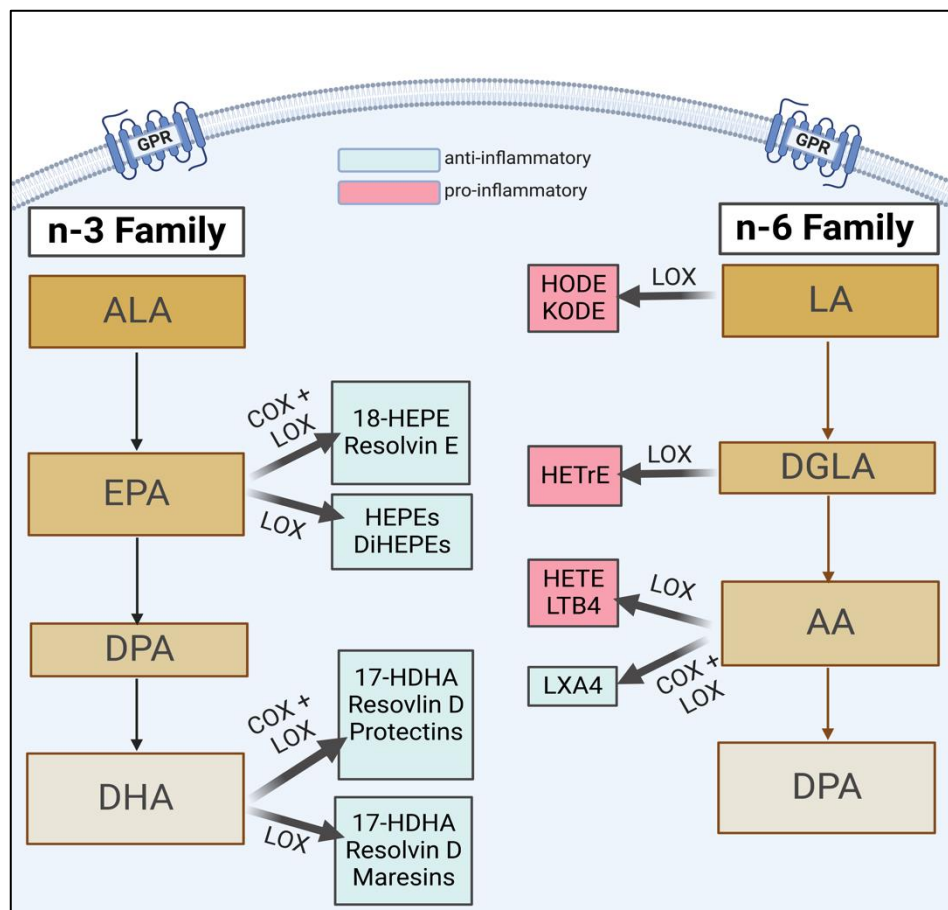 GPR
GPR
anti-inflammatory
pro-inflammatory
n-3 Family
n-6 Family
ALA
HODE
KODE
LOX
LA
COX +
LOX
18-HEPE
Resolvin E
EPA
LOX
HEPEs
DiHEPEs
HETrE
LOX
DGLA
DPA
HETE
LTB4
LOX
AA
LXA4
COX +
LOX
COX +
LOX
17-HDHA
Resovlin D
Protectins
DHA
LOX
17-HDHA
Resolvin D
Maresins
DPA